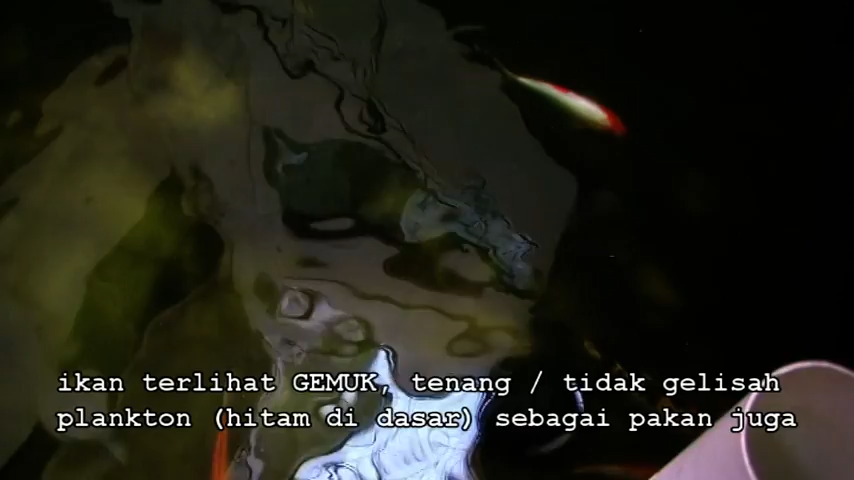 ikan terlihat GEMUK, tenang / tidak gelisah
plankton (hitam di dasar) sebagai pakan juga